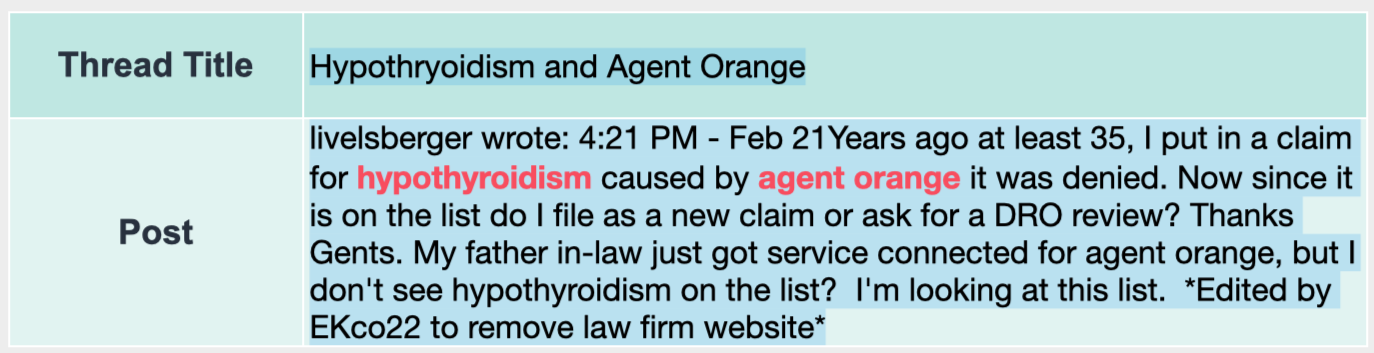 Thread Title
Hypothryoidism and Agent Orange
Post
livelsberger wrote: 4:21 PM - Feb 21Years ago at least 35, I put in a claim
for hypothyroidism caused by agent orange it was denied. Now since it
is on the list do I file as a new claim or ask for a DRO review? Thanks
Gents. My father in-law just got service connected for agent orange, but I
don't see hypothyroidism on the list?  I'm looking at this list.  *Edited by
EKco22 to remove law firm website*